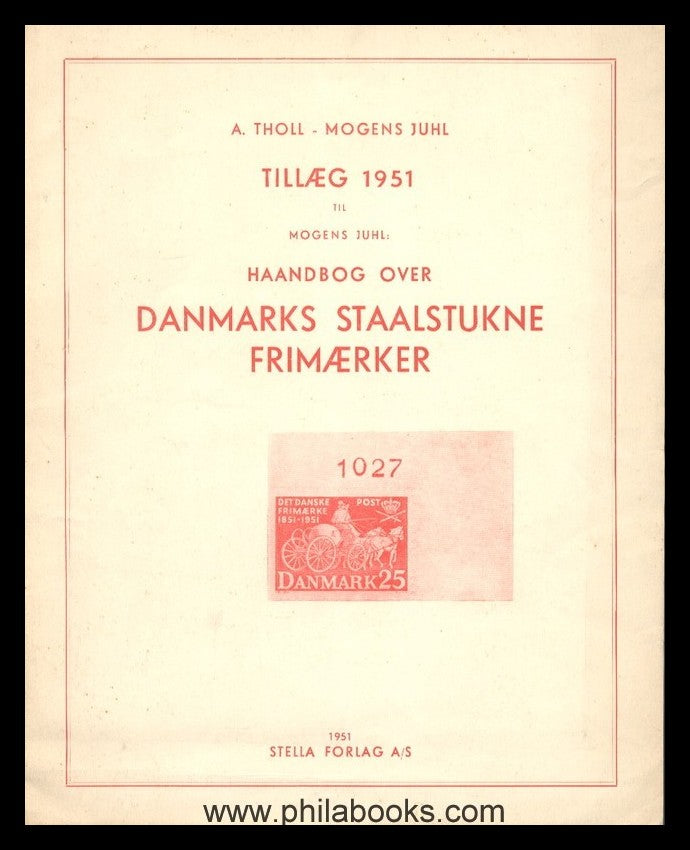 A. THOLL - MOGENS JUHL
TILLÆG 1951
TIL
MOGENS JUHL:
HAANDBOG OVER
DANMARKS STAALSTUKNE
FRIMÆRKER
1027
DET DANSKE
FRIMÆRKE
1851-1951
POST
DANMARK 25
1951
STELLA FORLAG A/S
www.philabooks.com